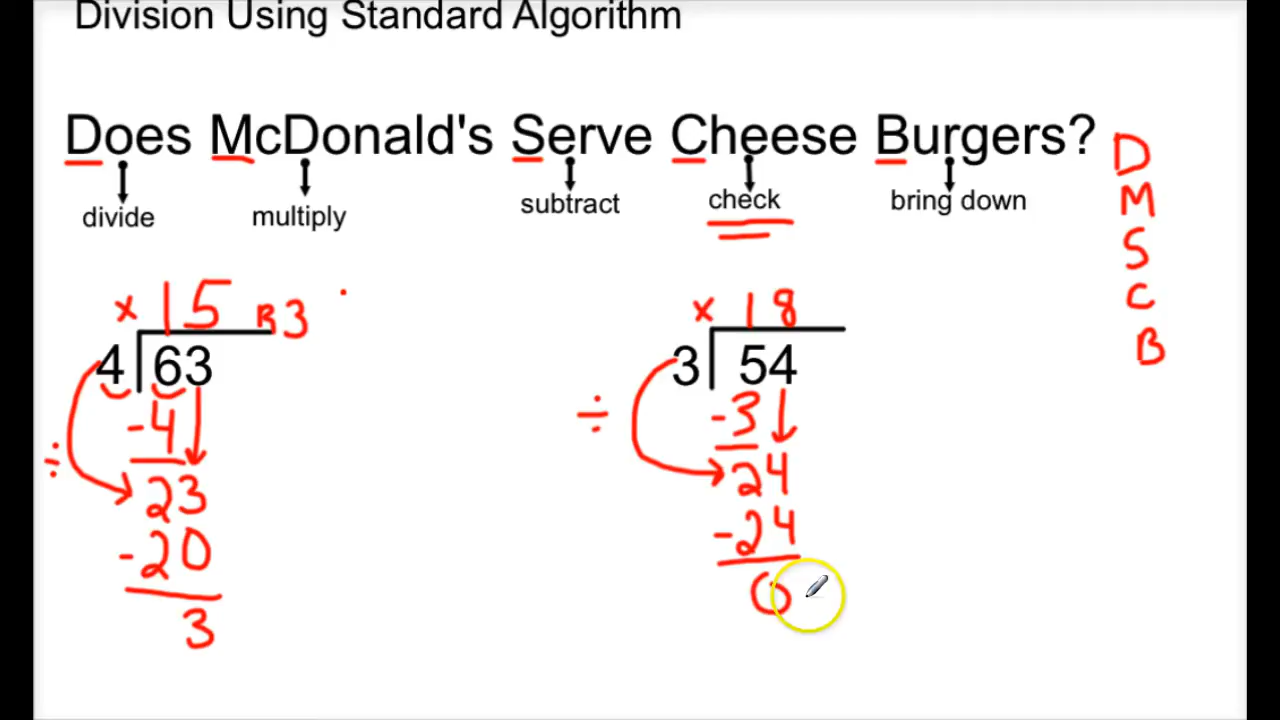 Division Using Standard Algorithm
Does McDonald's Serve Cheese Burgers?
divide multiply subtract check bring down
D
M
S
C
B
× 15 R3
4 63
-4
÷ 23
-20
3
× 18
3 54
÷ -3
24
-24
0